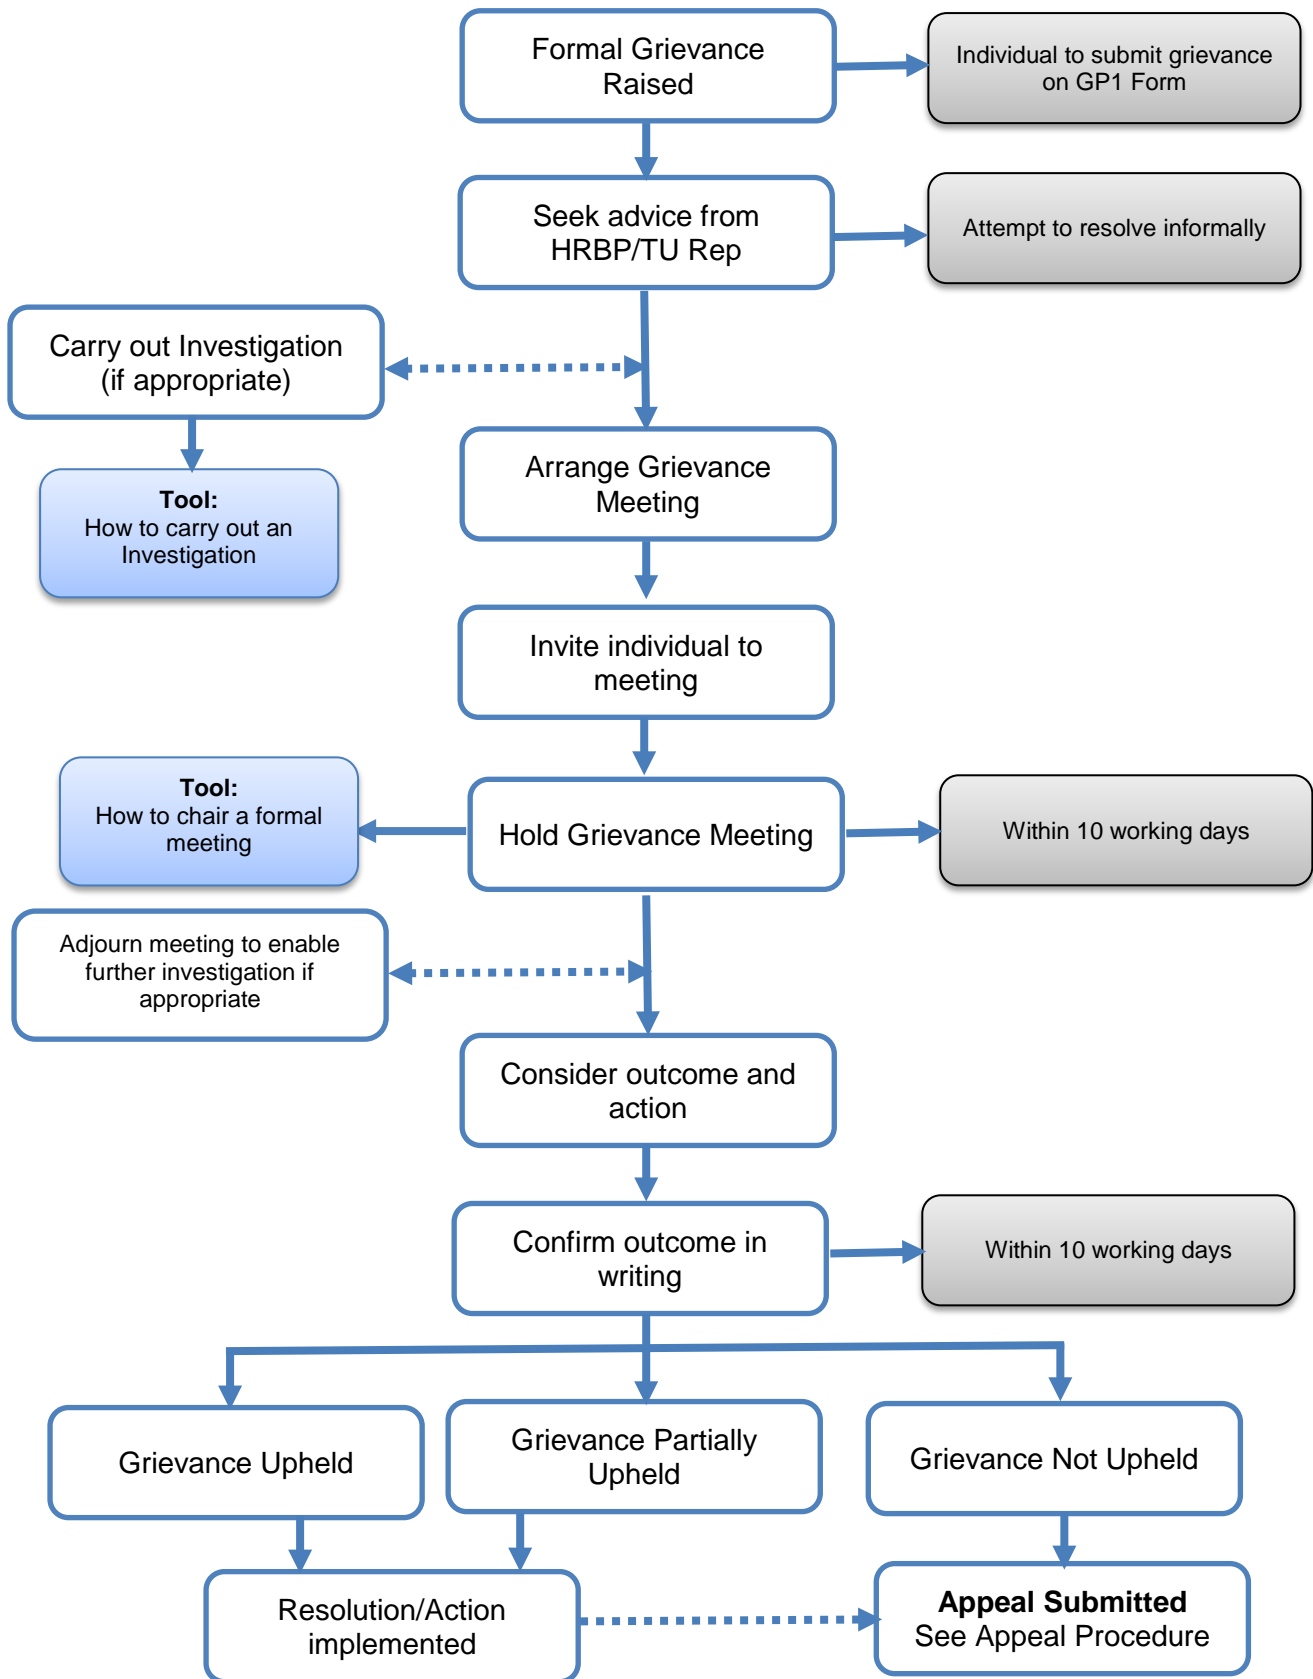 Formal Grievance
Raised
Individual to submit grievance
on GP1 Form
Seek advice from
HRBP/TU Rep
Attempt to resolve informally
Carry out Investigation
(if appropriate)
Tool:
How to carry out an
Investigation
Arrange Grievance
Meeting
Invite individual to
meeting
Tool:
How to chair a formal
meeting
Hold Grievance Meeting
Within 10 working days
Adjourn meeting to enable
further investigation if
appropriate
Consider outcome and
action
Confirm outcome in
writing
Within 10 working days
Grievance Upheld
Grievance Partially
Upheld
Grievance Not Upheld
Resolution/Action
implemented
Appeal Submitted
See Appeal Procedure